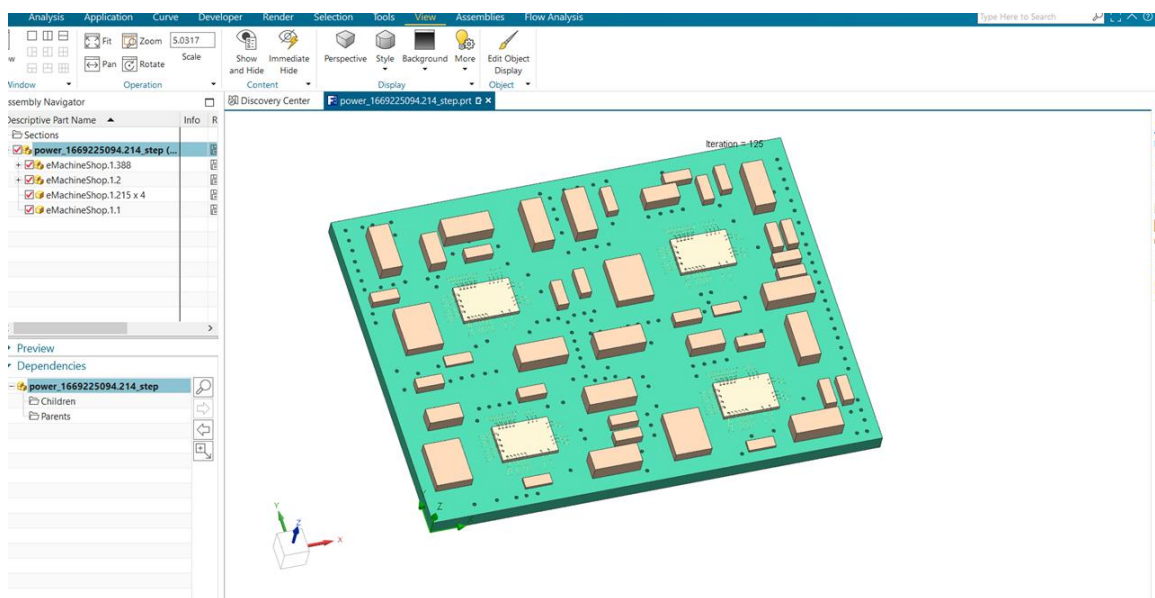 Analysis Application Curve Developer Render Selection Tools View Assemblies Flow Analysis Type Here to Search
Fit Zoom 5.0317
Pan Rotate Scale
Show and Hide
Immediate Hide
Perspective Style Background More
Edit Object Display
Window Operation Content Display Object
ssembly Navigator
Discovery Center power_1669225094.214_step.prt
Descriptive Part Name Info R
Sections
power_1669225094.214_step (...
eMachineShop.1.388
eMachineShop.1.2
eMachineShop.1.215 x 4
eMachineShop.1.1
Preview
Dependencies
power_1669225094.214_step
Children
Parents
Iteration = 125
Z
Y
Z
X